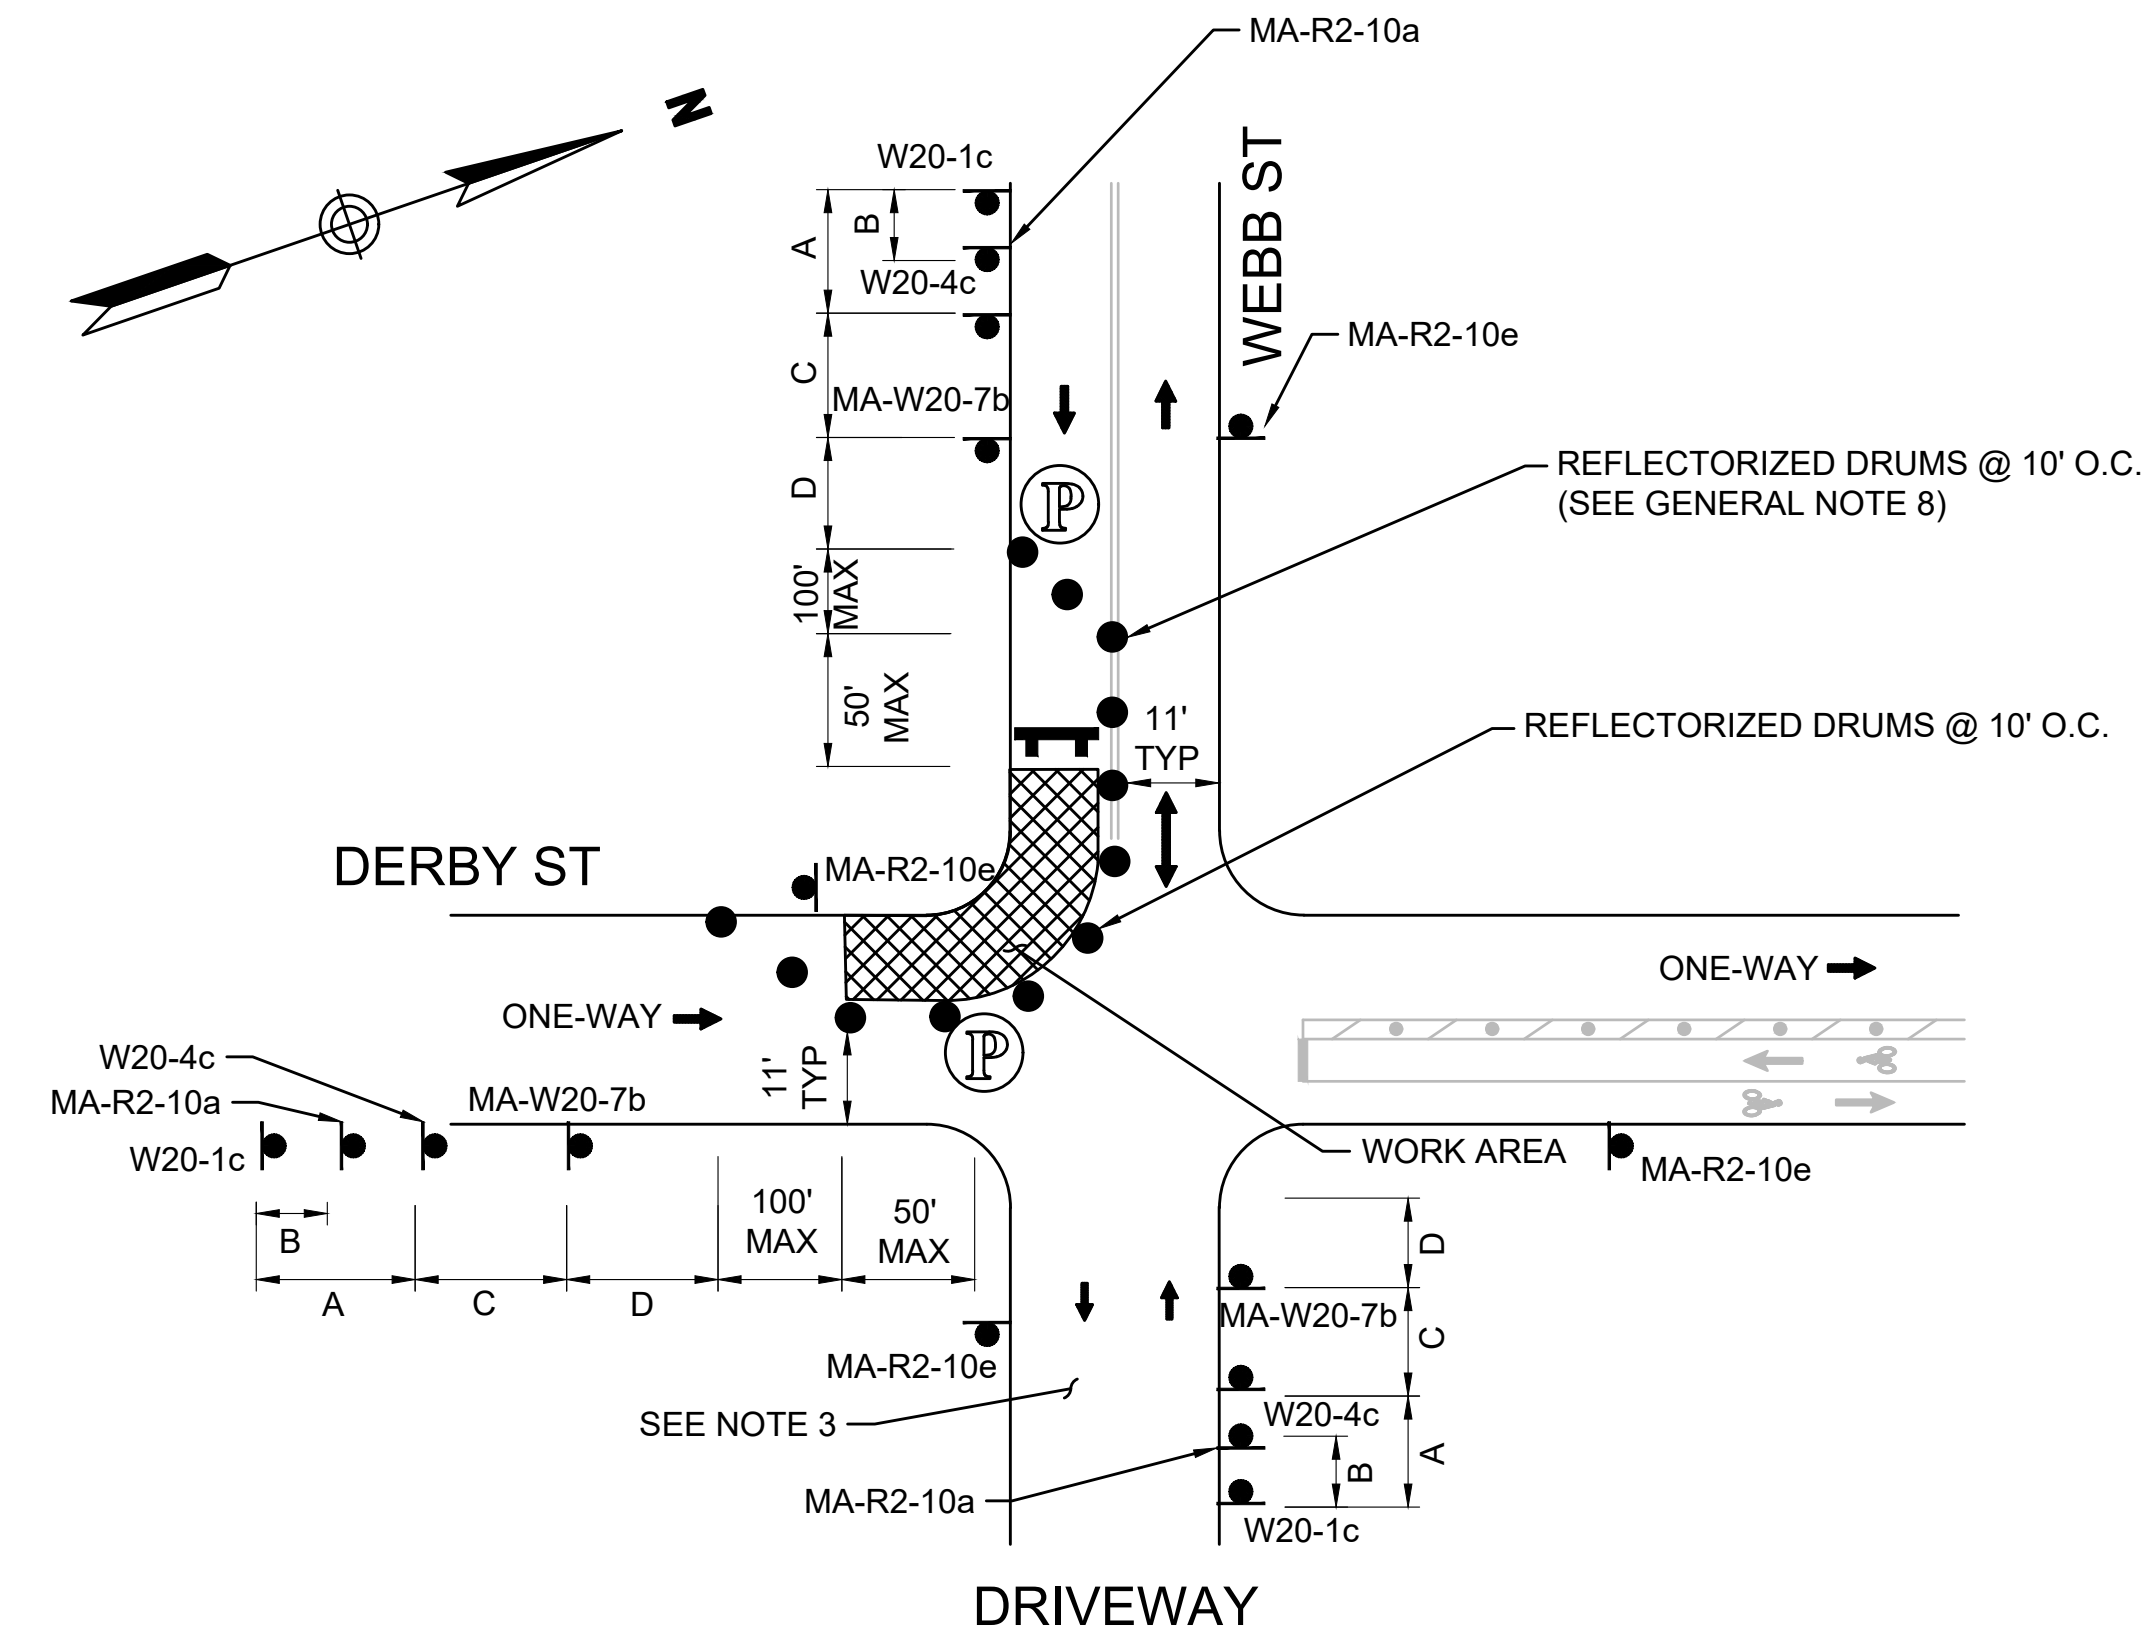 MA-R2-10a
N
W20-1c
B
A
W20-4c
WEBB ST
MA-R2-10e
C
MA-W20-7b
D
P
REFLECTORIZED DRUMS @ 10' O.C.
(SEE GENERAL NOTE 8)
100'
MAX
50'
MAX
11'
TYP
REFLECTORIZED DRUMS @ 10' O.C.
DERBY ST
MA-R2-10e
ONE-WAY
ONE-WAY
P
11'
TYP
W20-4c
MA-R2-10a
W20-1c
MA-W20-7b
WORK AREA
MA-R2-10e
B
A
C
D
100'
MAX
50'
MAX
D
MA-W20-7b
C
MA-R2-10e
SEE NOTE 3
W20-4c
B
A
MA-R2-10a
W20-1c
DRIVEWAY